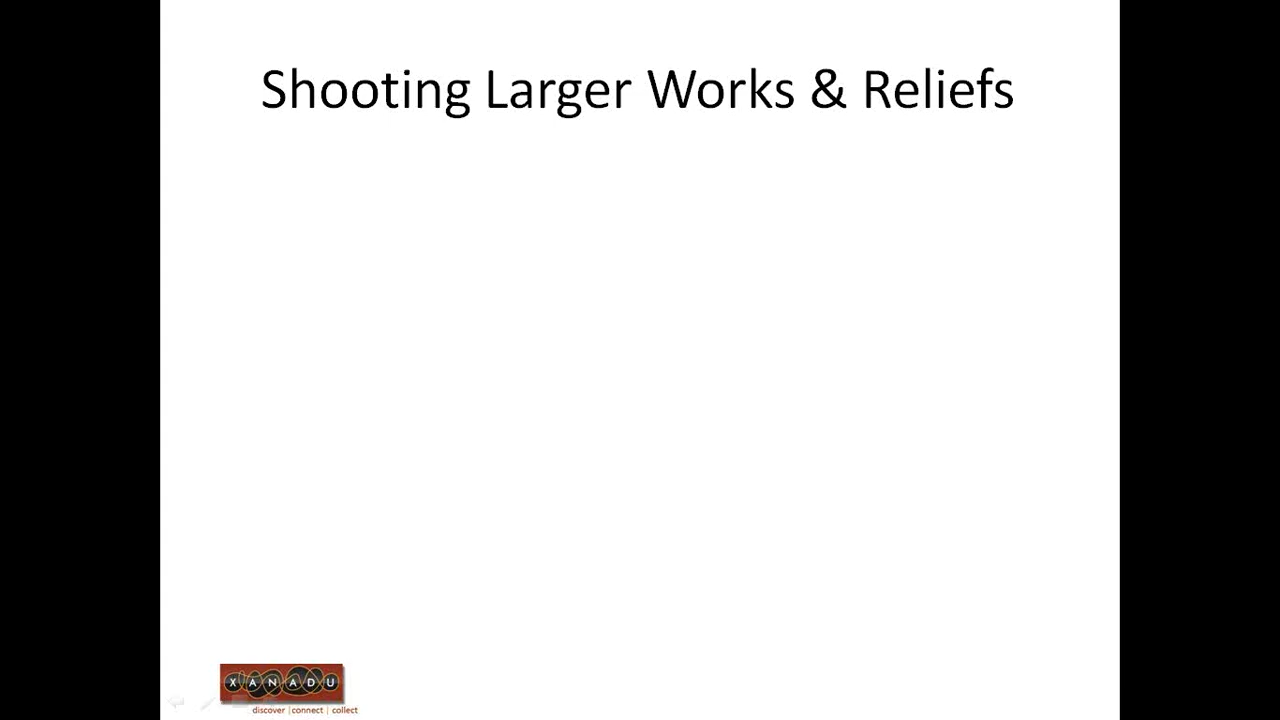 Shooting Larger Works & Reliefs
XANADU
discover | connect | collect